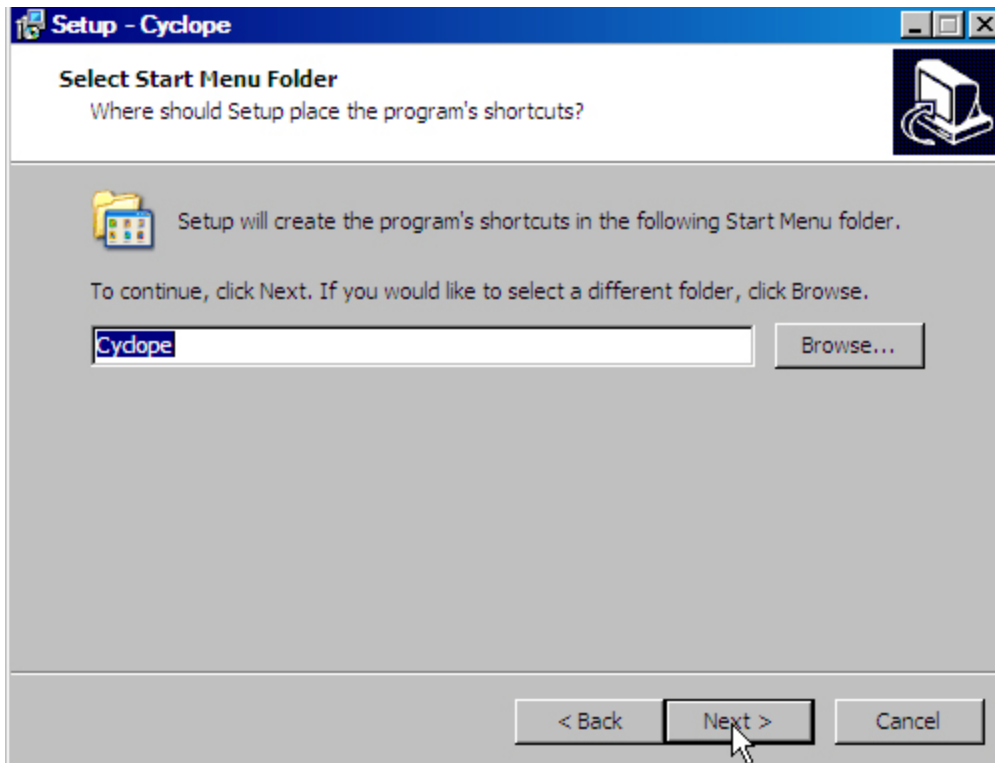 Setup - Cyclope
Select Start Menu Folder
Where should Setup place the program's shortcuts?
Setup will create the program's shortcuts in the following Start Menu folder.
To continue, click Next. If you would like to select a different folder, click Browse.
Cyclope
Browse...
< Back
Next >
Cancel